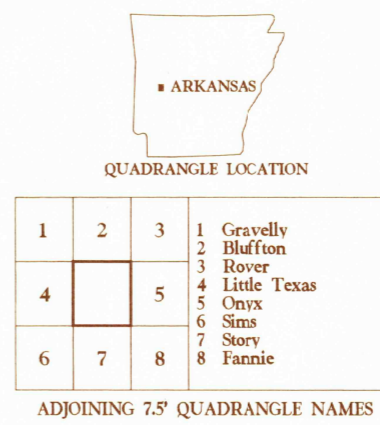 ARKANSAS
QUADRANGLE LOCATION
1 2 3
4 5
6 7 8
1 Gravelly
2 Bluffton
3 Rover
4 Little Texas
5 Onyx
6 Sims
7 Story
8 Fannie
ADJOINING 7.5' QUADRANGLE NAMES